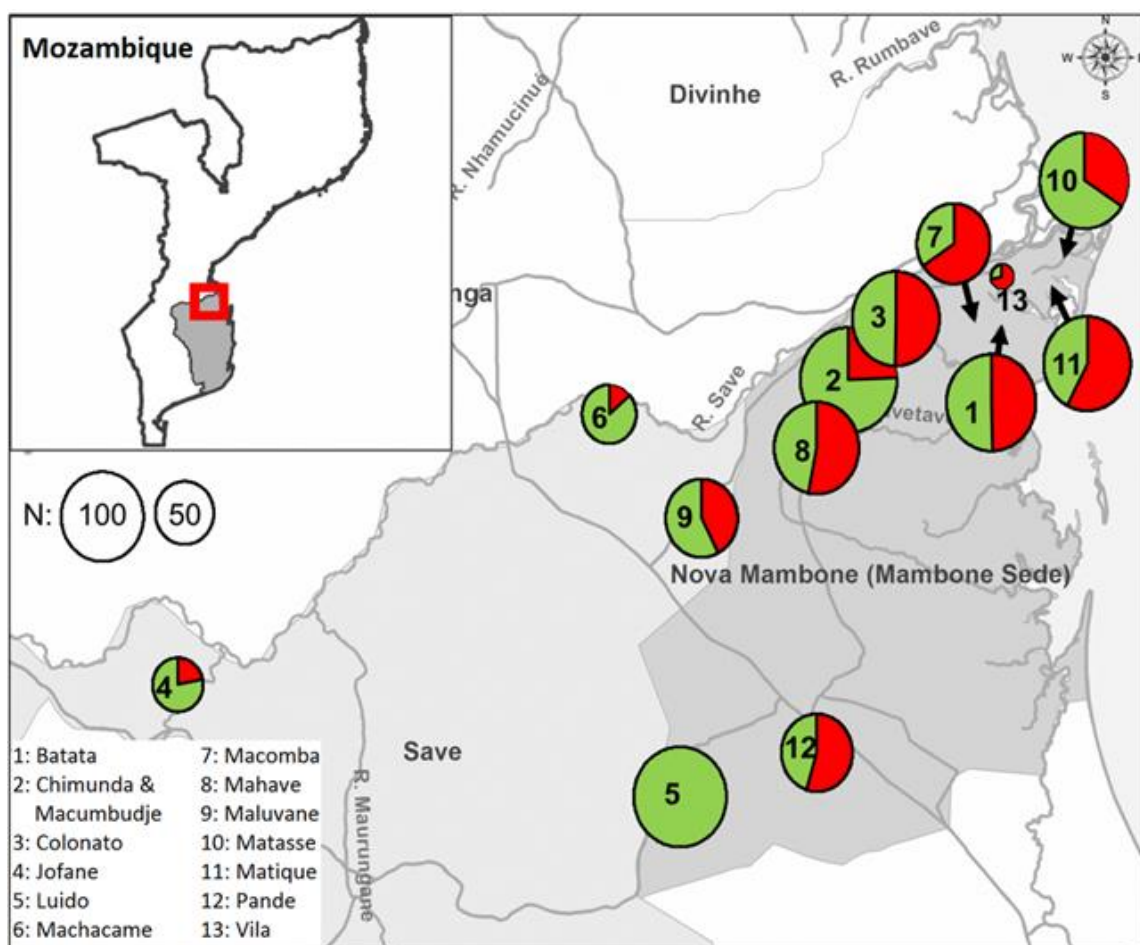 Mozambique
N
W
E
S
R. Rumbave
Divinhe
R. Nhamucinué
10
7
13
nga
3
11
2
R. Save
1
6
8
N: 100 50
9
Nova Mambone (Mambone Sede)
4
Save
12
5
R. Maurungane
1: Batata
2: Chimunda &
Macumbudje
3: Colonato
4: Jofane
5: Luido
6: Machacame
7: Macomba
8: Mahave
9: Maluvane
10: Matasse
11: Matique
12: Pande
13: Vila